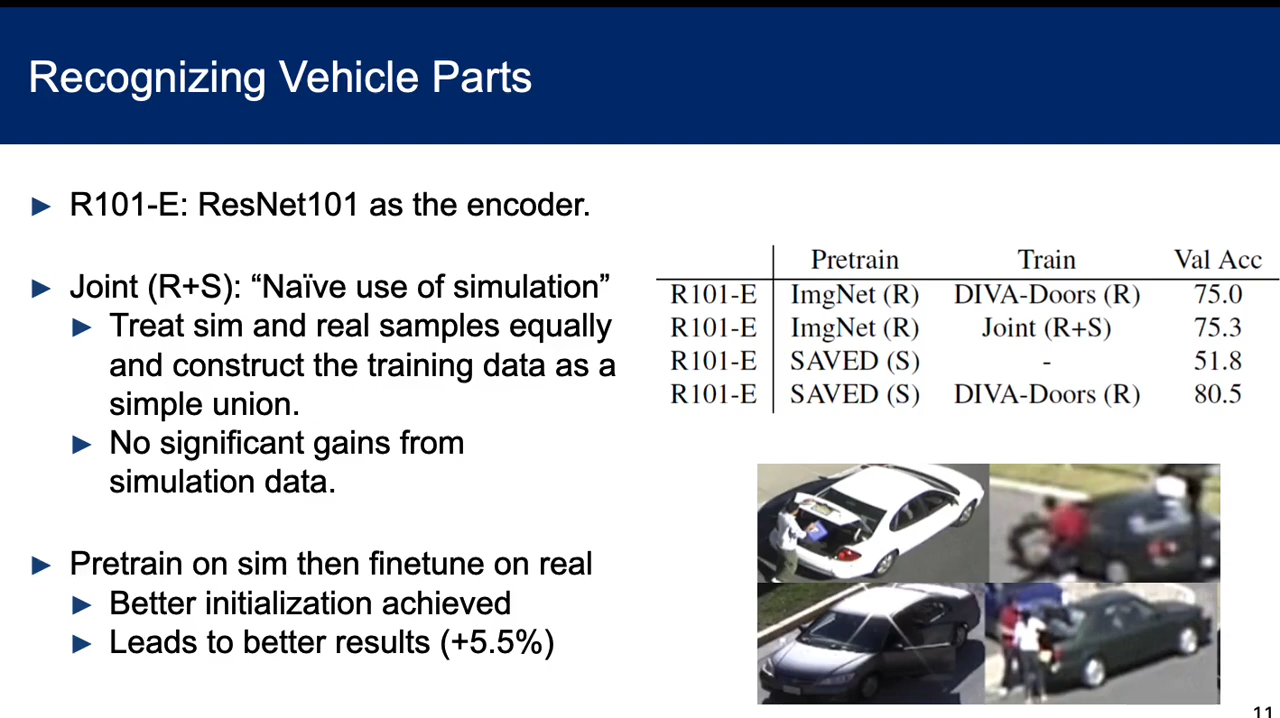 Recognizing Vehicle Parts
► R101-E: ResNet101 as the encoder.
► Joint (R+S): “Naïve use of simulation”
► Treat sim and real samples equally
and construct the training data as a
simple union.
► No significant gains from
simulation data.
► Pretrain on sim then finetune on real
► Better initialization achieved
► Leads to better results (+5.5%)
Pretrain Train Val Acc
R101-E ImgNet (R) DIVA-Doors (R) 75.0
R101-E ImgNet (R) Joint (R+S) 75.3
R101-E SAVED (S) - 51.8
R101-E SAVED (S) DIVA-Doors (R) 80.5
11